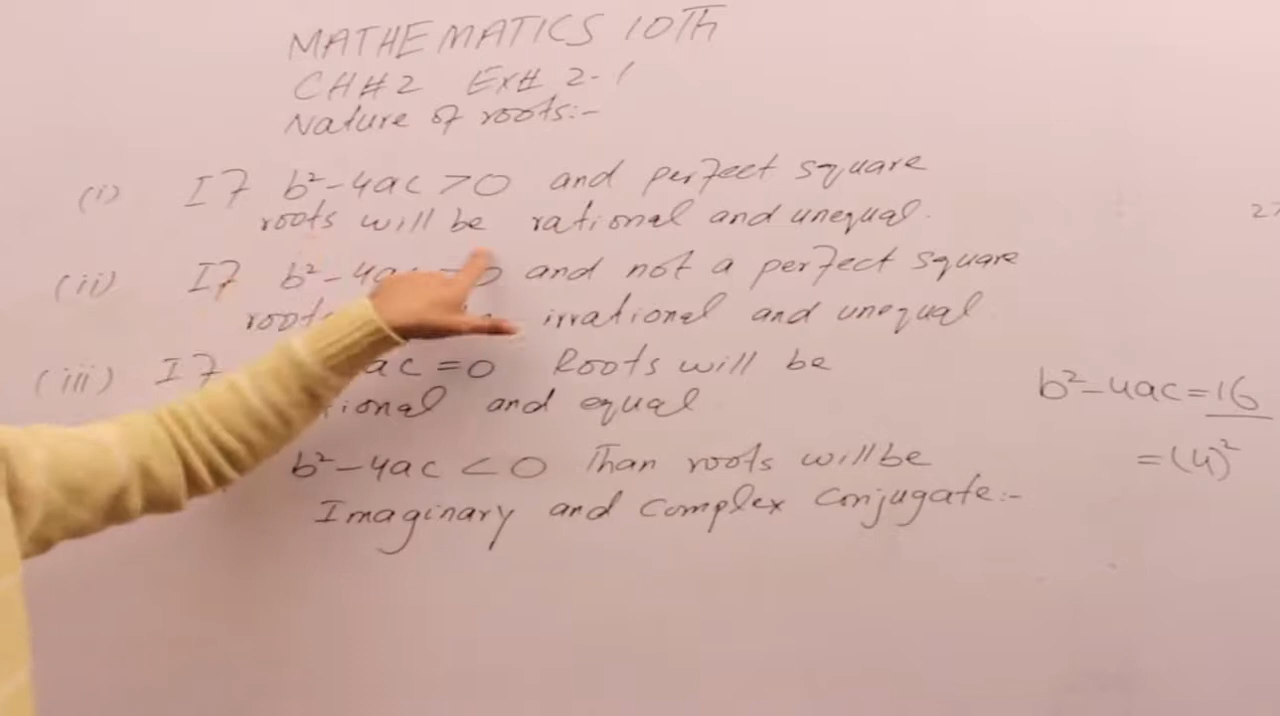 MATHEMATICS 10Th
CH#2 Ex# 2-1
Nature of roots:-
(i) If b²-4ac>0 and perfect square
roots will be rational and unequal.
(ii) If b²-4ac 0 and not a perfect square
roots irrational and unequal
(iii) If ac=0 Roots will be
and equal
b²-4ac<0 Than roots will be
Imaginary and complex conjugate:-
b²-4ac=16
=(4)²